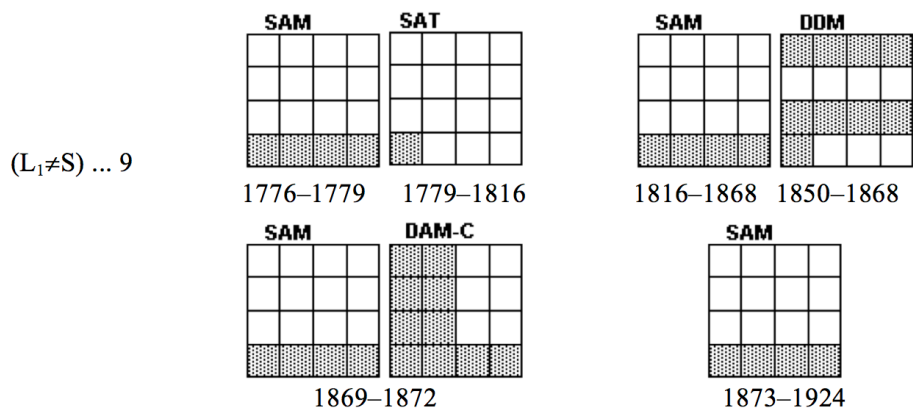 SAM SAT SAM DDM
(L₁≠S) ... 9
1776–1779 1779–1816 1816–1868 1850–1868
SAM DAM-C SAM
1869–1872 1873–1924